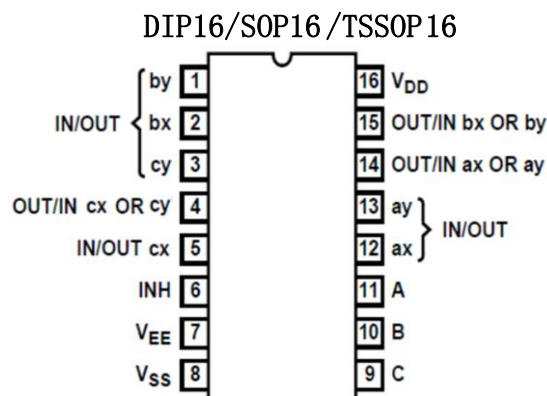 DIP16/SOP16/TSSOP16
by 1 16 VDD
IN/OUT bx 2 15 OUT/IN bx OR by
cy 3 14 OUT/IN ax OR ay
OUT/IN cx OR cy 4 13 ay
IN/OUT
IN/OUT cx 5 12 ax
INH 6 11 A
VEE 7 10 B
VSS 8 9 C